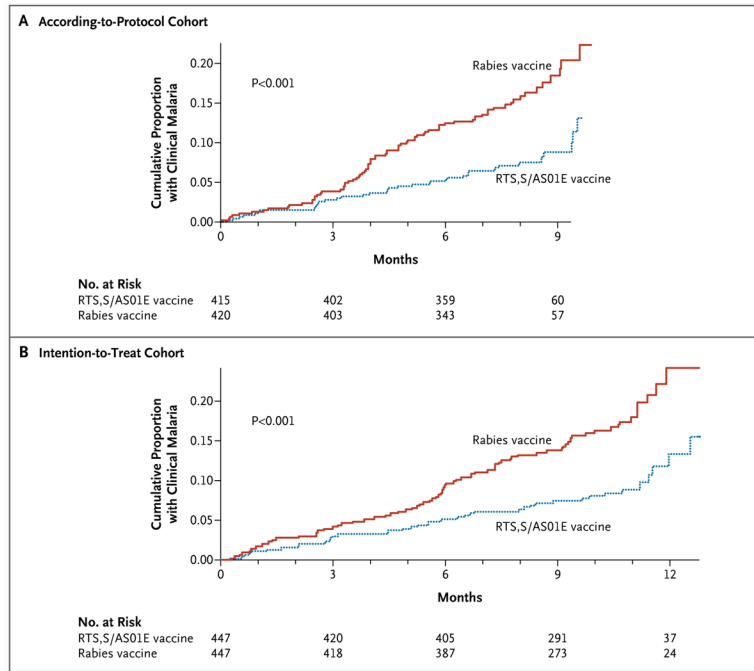 A According-to-Protocol Cohort
Cumulative Proportion
with Clinical Malaria
0.20
0.15
0.10
0.05
0.00
P<0.001
Rabies vaccine
RTS,S/AS01E vaccine
0 3 6 9
Months
No. at Risk
RTS,S/AS01E vaccine 415 402 359 60
Rabies vaccine 420 403 343 57
B Intention-to-Treat Cohort
Cumulative Proportion
with Clinical Malaria
0.20
0.15
0.10
0.05
0.00
P<0.001
Rabies vaccine
RTS,S/AS01E vaccine
0 3 6 9 12
Months
No. at Risk
RTS,S/AS01E vaccine 447 420 405 291 37
Rabies vaccine 447 418 387 273 24